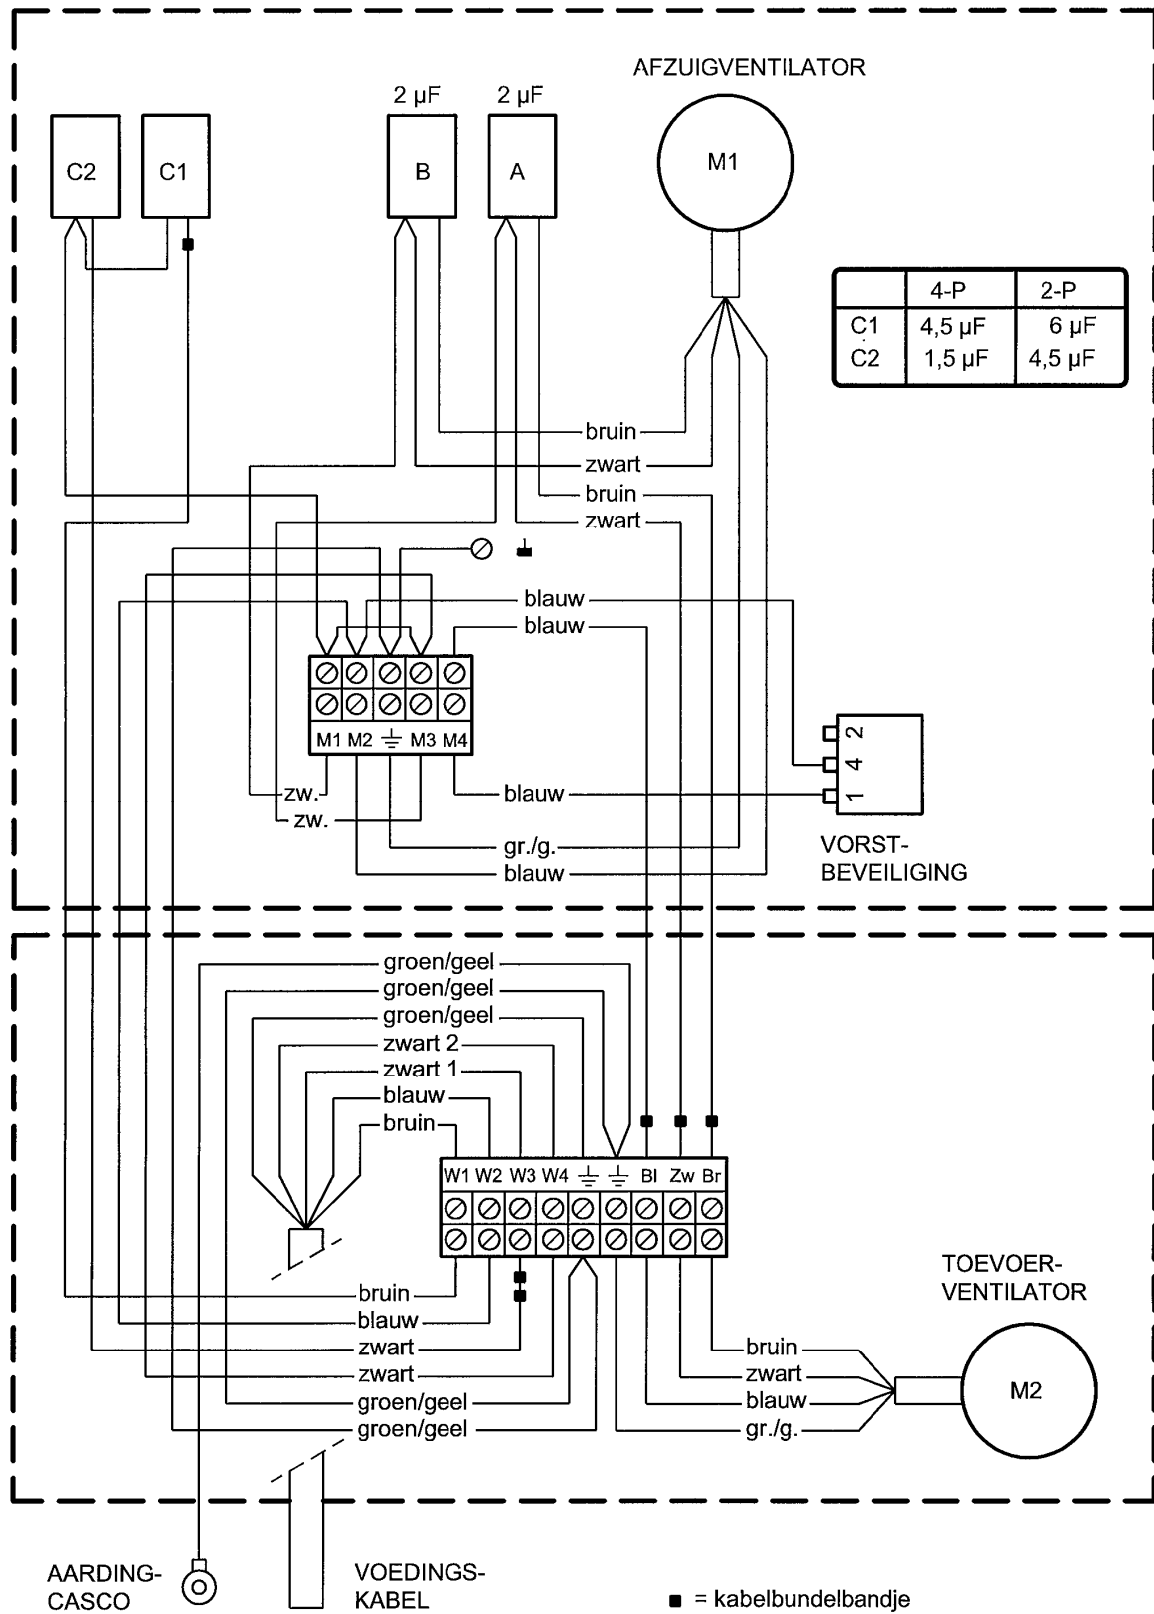 AFZUIGVENTILATOR
2 µF
2 µF
C2
C1
B
A
M1
4-P
2-P
C1
4,5 µF
6 µF
C2
1,5 µF
4,5 µF
bruin
zwart
bruin
zwart
blauw
blauw
M1
M2
M3
M4
2
4
1
zw.
blauw
zw.
VORST-
BEVEILIGING
gr./g.
blauw
groen/geel
groen/geel
groen/geel
zwart 2
zwart 1
blauw
bruin
W1
W2
W3
W4
Bl
Zw
Br
bruin
blauw
zwart
zwart
groen/geel
groen/geel
TOEVOER-
VENTILATOR
bruin
zwart
blauw
gr./g.
M2
AARDING-
CASCO
VOEDINGS-
KABEL
= kabelbundelbandje